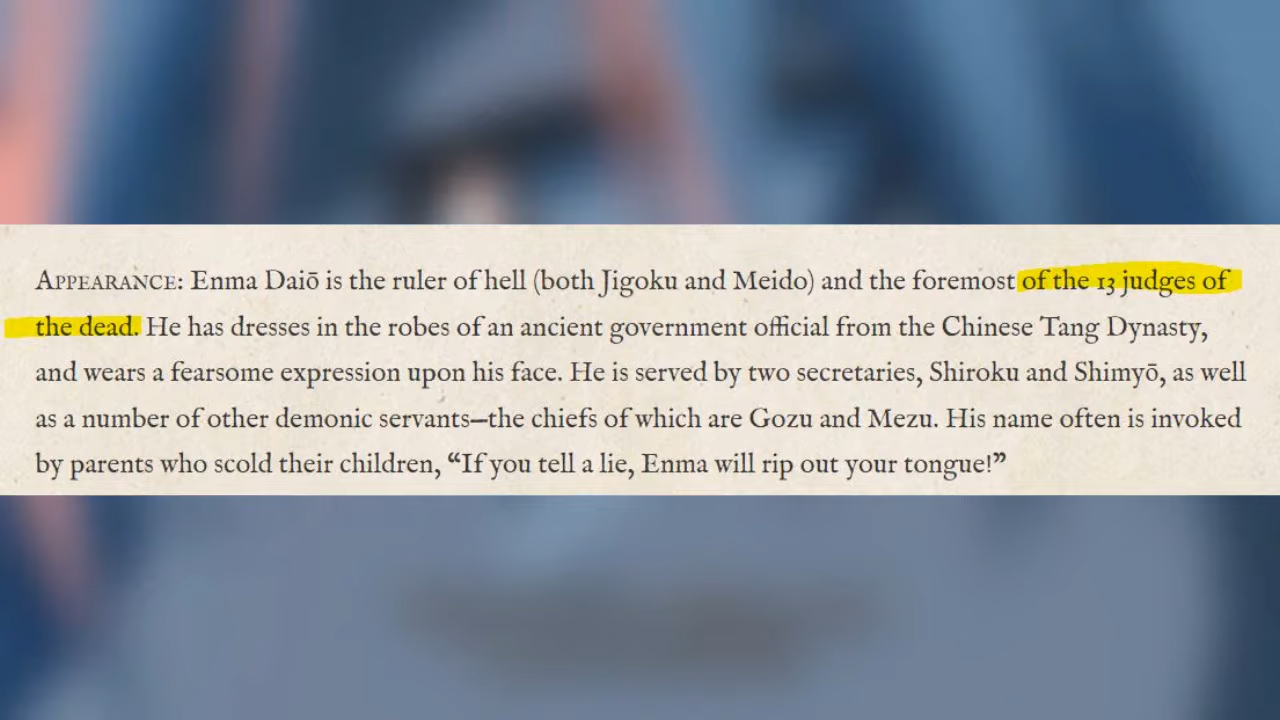 APPEARANCE: Enma Daiō is the ruler of hell (both Jigoku and Meido) and the foremost of the 13 judges of
the dead. He has dresses in the robes of an ancient government official from the Chinese Tang Dynasty,
and wears a fearsome expression upon his face. He is served by two secretaries, Shiroku and Shimyō, as well
as a number of other demonic servants—the chiefs of which are Gozu and Mezu. His name often is invoked
by parents who scold their children, “If you tell a lie, Enma will rip out your tongue!”